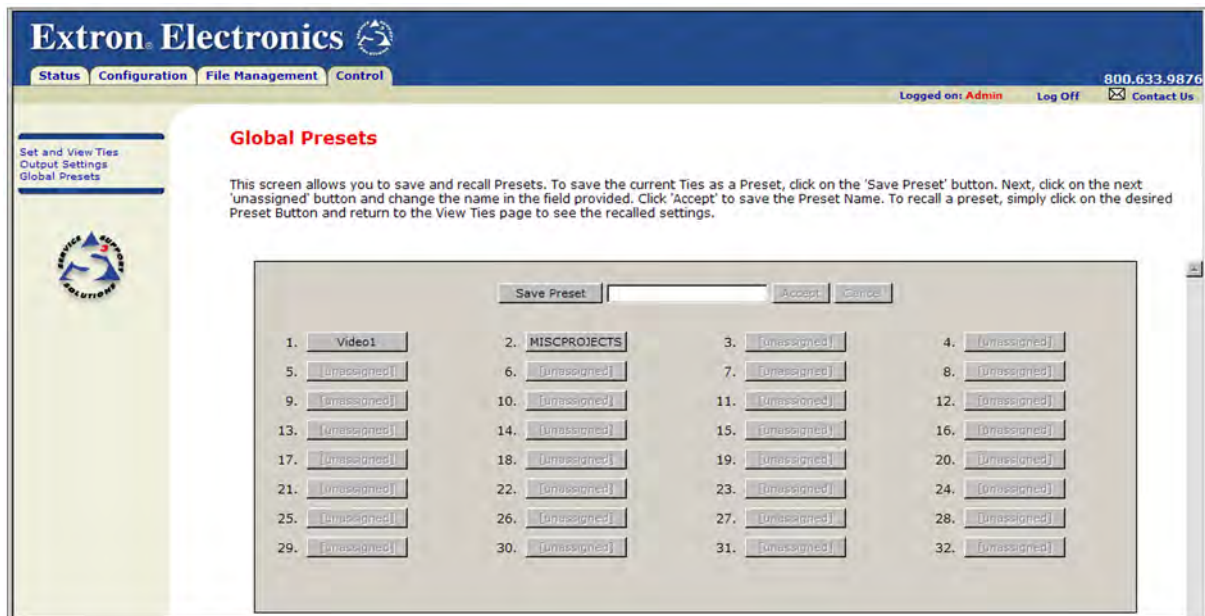 Extron® Electronics
Status Configuration File Management Control
800.633.9876
Logged on: Admin Log Off Contact Us
Set and View Ties
Output Settings
Global Presets
SERVICE SUPPORT SOLUTIONS
3
Global Presets
This screen allows you to save and recall Presets. To save the current Ties as a Preset, click on the 'Save Preset' button. Next, click on the next
'unassigned' button and change the name in the field provided. Click 'Accept' to save the Preset Name. To recall a preset, simply click on the desired
Preset Button and return to the View Ties page to see the recalled settings.
Save Preset Accept Cancel
1. Video1 2. MISCPROJECTS 3. [unassigned] 4. [unassigned]
5. [unassigned] 6. [unassigned] 7. [unassigned] 8. [unassigned]
9. [unassigned] 10. [unassigned] 11. [unassigned] 12. [unassigned]
13. [unassigned] 14. [unassigned] 15. [unassigned] 16. [unassigned]
17. [unassigned] 18. [unassigned] 19. [unassigned] 20. [unassigned]
21. [unassigned] 22. [unassigned] 23. [unassigned] 24. [unassigned]
25. [unassigned] 26. [unassigned] 27. [unassigned] 28. [unassigned]
29. [unassigned] 30. [unassigned] 31. [unassigned] 32. [unassigned]